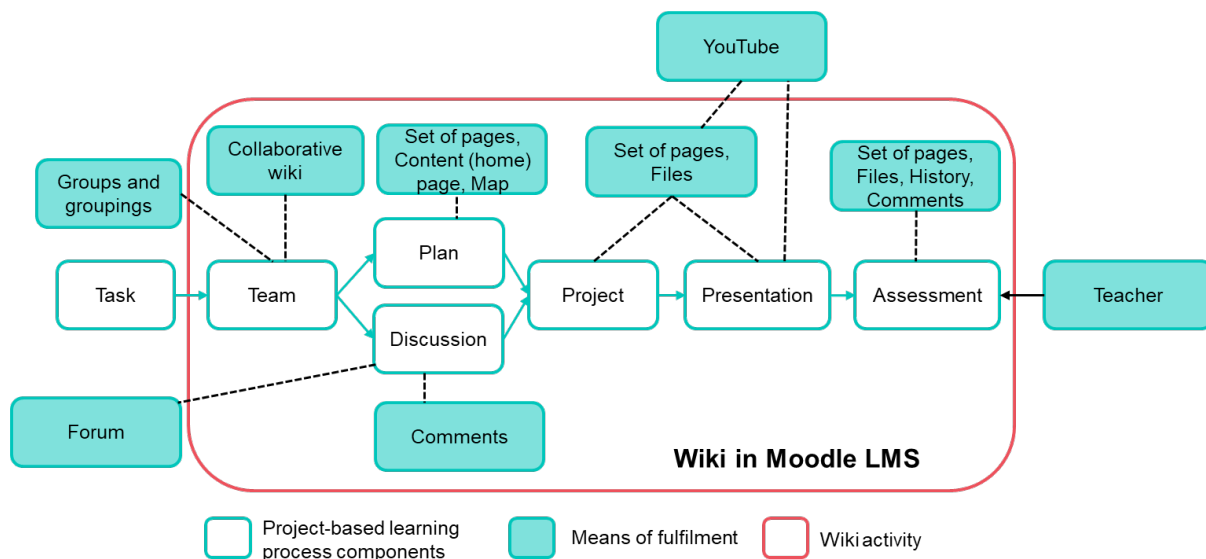 YouTube
Collaborative
wiki
Set of pages,
Content (home)
page, Map
Set of pages,
Files
Set of pages,
Files, History,
Comments
Groups and
groupings
Plan
Task
Team
Project
Presentation
Assessment
Teacher
Discussion
Forum
Comments
Wiki in Moodle LMS
Project-based learning
process components
Means of fulfilment
Wiki activity